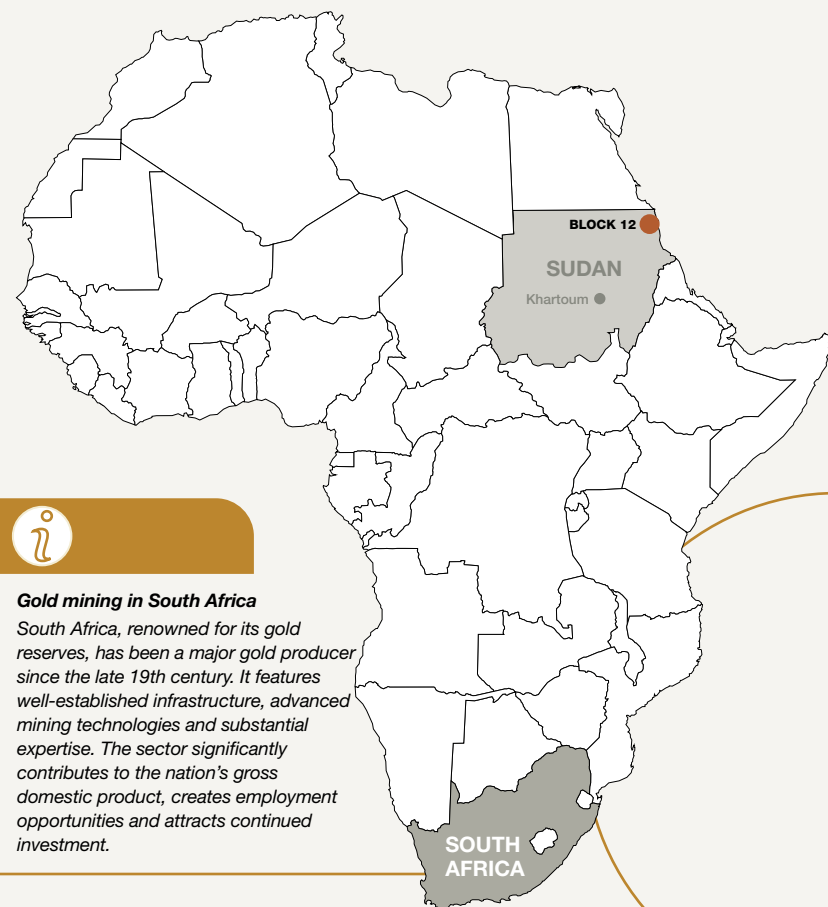 BLOCK 12
SUDAN
Khartoum
i
Gold mining in South Africa
South Africa, renowned for its gold
reserves, has been a major gold producer
since the late 19th century. It features
well-established infrastructure, advanced
mining technologies and substantial
expertise. The sector significantly
contributes to the nation’s gross
domestic product, creates employment
opportunities and attracts continued
investment.
SOUTH
AFRICA